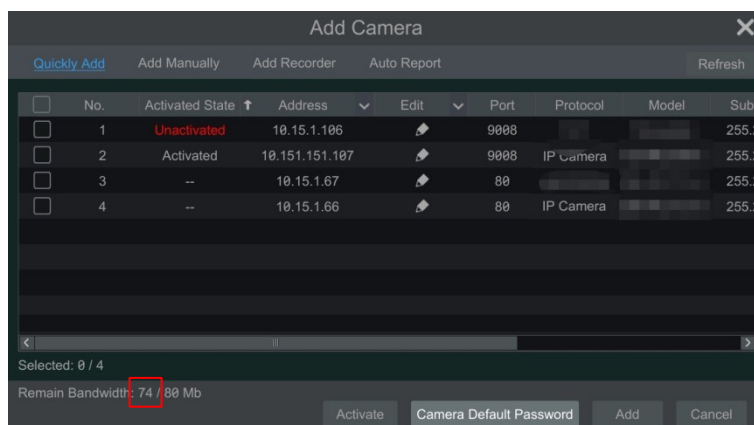 Add Camera
Quickly Add Add Manually Add Recorder Auto Report Refresh
No. Activated State Address Edit Port Protocol Model Sub
1 Unactivated 10.15.1.106 9008 255.
2 Activated 10.151.151.107 9008 IP Camera 255.
3 -- 10.15.1.67 80 255.
4 -- 10.15.1.66 80 IP Camera 255.
Selected: 0 / 4
Remain Bandwidth: 74 / 80 Mb
Activate Camera Default Password Add Cancel